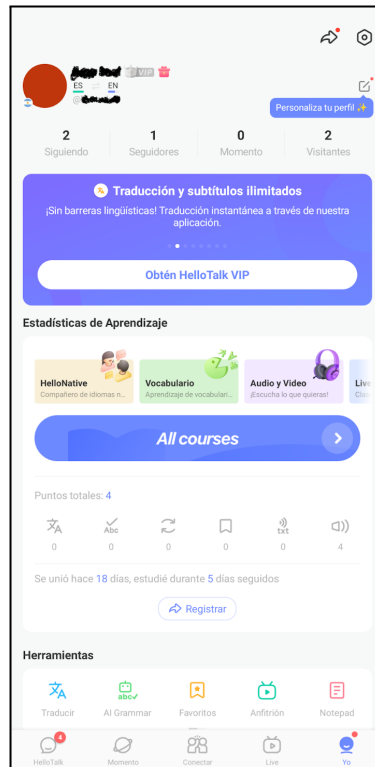 VIP
ES EN
@
Personaliza tu perfil ✨
2 1 0 2
Siguiendo Seguidores Momento Visitantes
Traducción y subtítulos ilimitados
¡Sin barreras lingüísticas! Traducción instantánea a través de nuestra
aplicación.
Obtén HelloTalk VIP
Estadísticas de Aprendizaje
HelloNative Vocabulario Audio y Video Live
Compañero de idiomas n... Aprendizaje de vocabulari... ¡Escucha lo que quieras! Clas
All courses
Puntos totales: 4
Abc txt
0 0 0 0 0 4
Se unió hace 18 días, estudié durante 5 días seguidos
Registrar
Herramientas
abc
Traducir AI Grammar Favoritos Anfitrión Notepad
4
HelloTalk Momento Conectar Live Yo